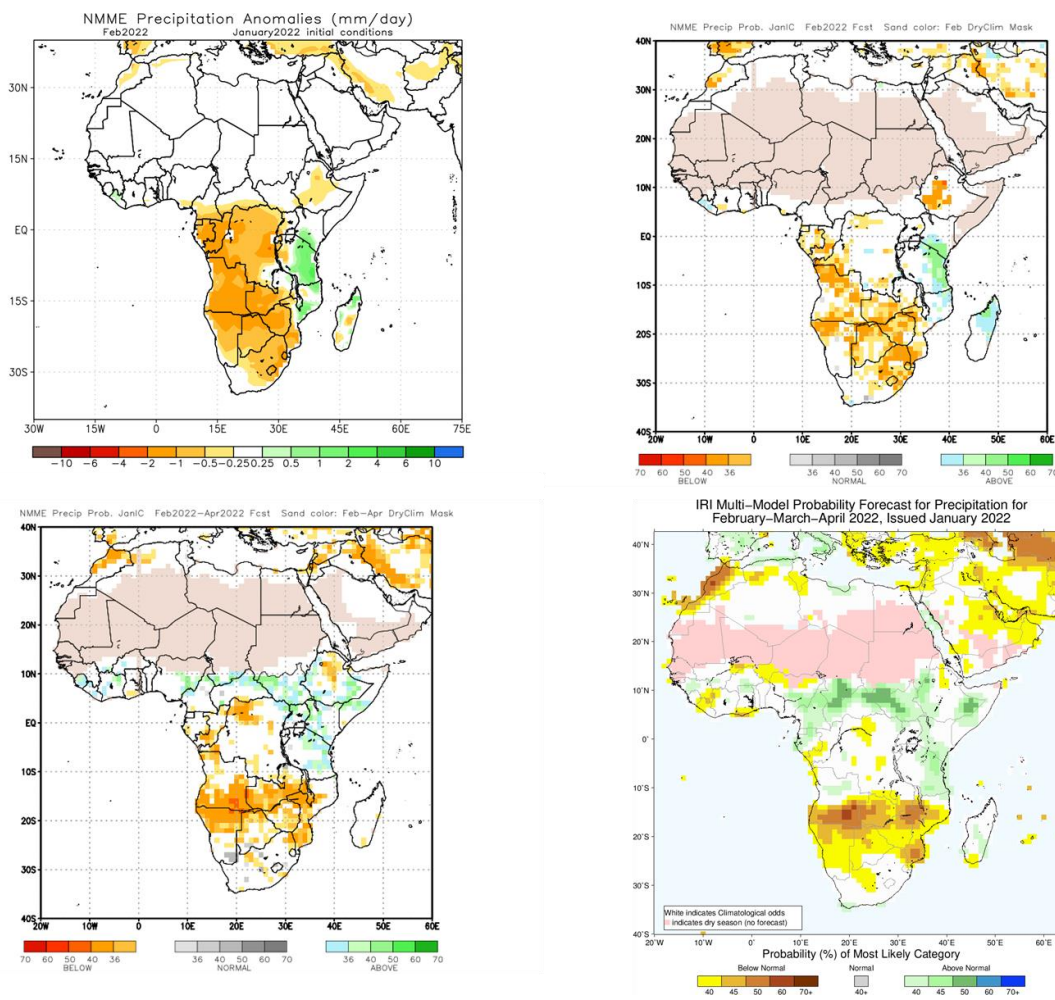 NMME Precipitation Anomalies (mm/day)
Feb2022 January2022 initial conditions
30N
15N
EQ
15S
30S
30W 15W 0 15E 30E 45E 60E 75E
-10 -6 -4 -2 -1 -0.5-0.250.25 0.5 1 2 4 6 10
NMME Precip Prob. JanIC Feb2022 Fcst Sand color: Feb DryClim Mask
40N
30N
20N
10N
EQ
10S
20S
30S
40S
20W 10W 0 10E 20E 30E 40E 50E 60E
70 60 50 40 36
BELOW
36 40 50 60 70
NORMAL
36 40 50 60 70
ABOVE
NMME Precip Prob. JanIC Feb2022-Apr2022 Fcst Sand color: Feb-Apr DryClim Mask
40N
30N
20N
10N
EQ
10S
20S
30S
40S
20W 10W 0 10E 20E 30E 40E 50E 60E
70 60 50 40 36
BELOW
36 40 50 60 70
NORMAL
36 40 50 60 70
ABOVE
IRI Multi-Model Probability Forecast for Precipitation for
February-March-April 2022, Issued January 2022
40°N
30°N
20°N
10°N
0°
10°S
20°S
30°S
40°S
White indicates Climatological odds
indicates dry season (no forecast)
20°W 10°W 0° 10°E 20°E 30°E 40°E 50°E 60°E
Probability (%) of Most Likely Category
Below Normal Normal Above Normal
40 45 50 60 70+ 40+ 40 45 50 60 70+